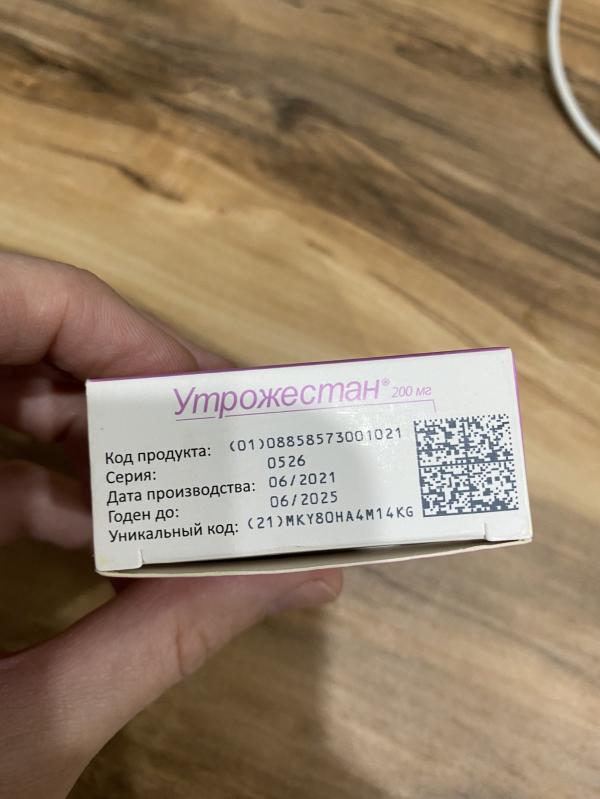 Утрожестан® 200 мг
Код продукта: (01)08858573001021
Серия: 0526
Дата производства: 06/2021
Годен до: 06/2025
Уникальный код: (21)MKY80HA4M14KG